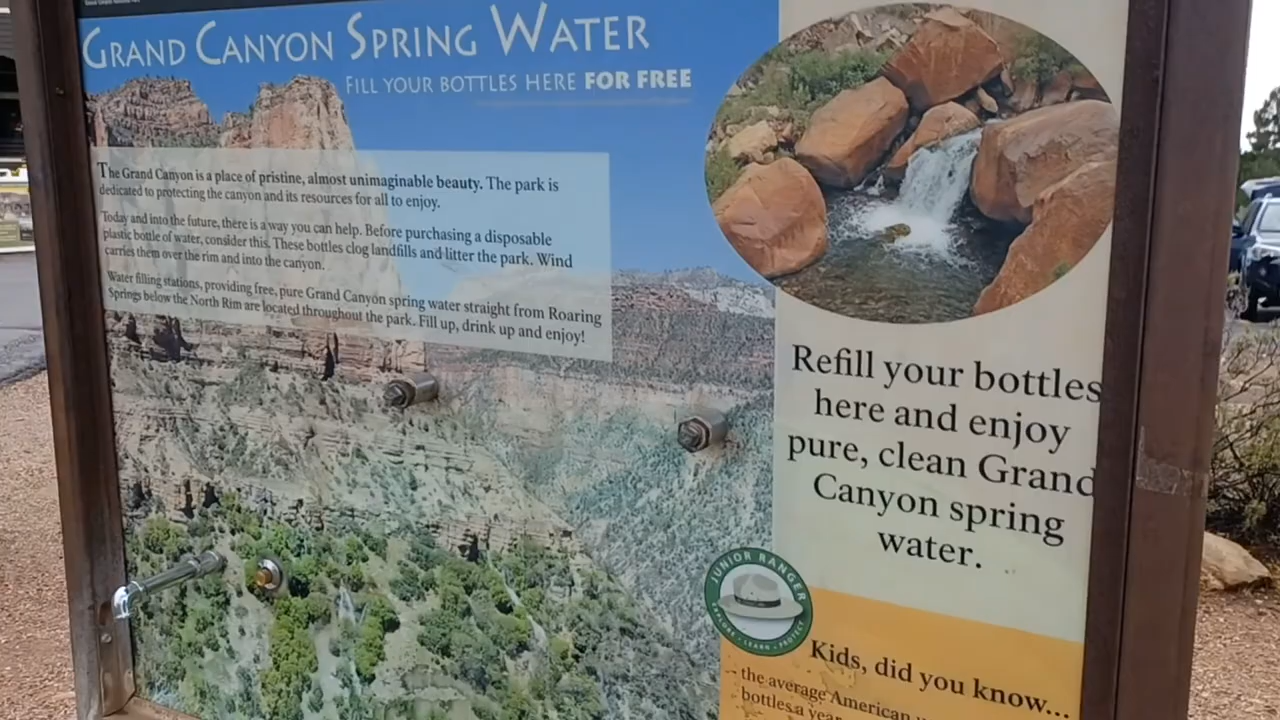 GRAND CANYON SPRING WATER
FILL YOUR BOTTLES HERE FOR FREE
The Grand Canyon is a place of pristine, almost unimaginable beauty. The park is
dedicated to protecting the canyon and its resources for all to enjoy.
Today and into the future, there is a way you can help. Before purchasing a disposable
plastic bottle of water, consider this. These bottles clog landfills and litter the park. Wind
carries them over the rim and into the canyon.
Water filling stations, providing free, pure Grand Canyon spring water straight from Roaring
Springs below the North Rim are located throughout the park. Fill up, drink up and enjoy!
Refill your bottles
here and enjoy
pure, clean Grand
Canyon spring
water.
JUNIOR RANGER
EXPLORE · LEARN · PROTECT
Kids, did you know...
the average American
bottles a year